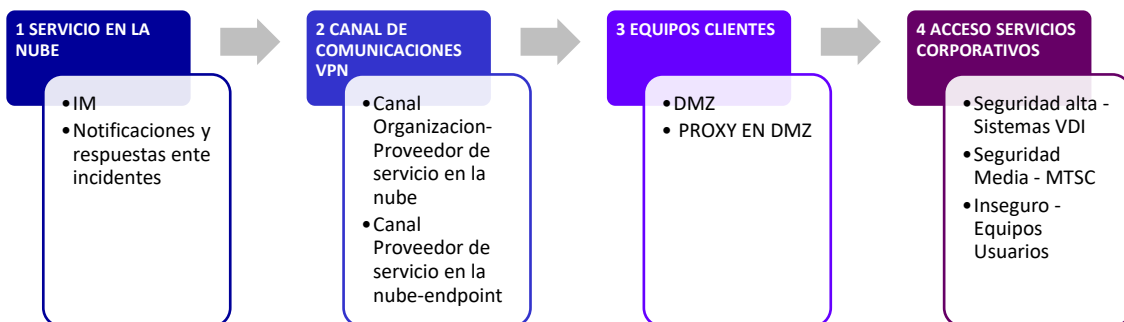 1 SERVICIO EN LA
NUBE
•IM
•Notificaciones y
respuestas ente
incidentes
2 CANAL DE
COMUNICACIONES
VPN
•Canal
Organizacion-
Proveedor de
servicio en la
nube
•Canal
Proveedor de
servicio en la
nube-endpoint
3 EQUIPOS CLIENTES
•DMZ
• PROXY EN DMZ
4 ACCESO SERVICIOS
CORPORATIVOS
•Seguridad alta -
Sistemas VDI
•Seguridad
Media - MTSC
•Inseguro -
Equipos
Usuarios